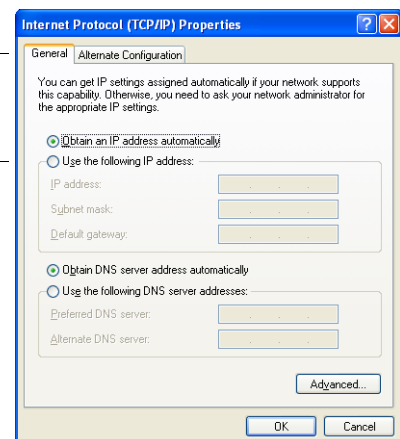 Internet Protocol (TCP/IP) Properties
General
Alternate Configuration
You can get IP settings assigned automatically if your network supports
this capability. Otherwise, you need to ask your network administrator for
the appropriate IP settings.
Obtain an IP address automatically
Use the following IP address:
IP address:
Subnet mask:
Default gateway:
Obtain DNS server address automatically
Use the following DNS server addresses:
Preferred DNS server:
Alternate DNS server:
Advanced...
OK
Cancel